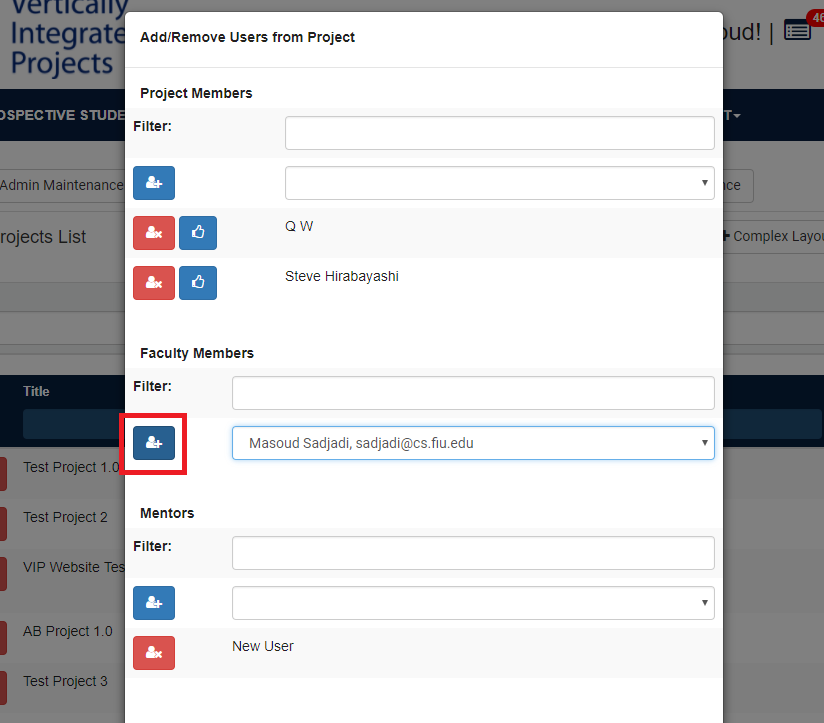 Vertically
Integrate
Projects
oud! |
46
Add/Remove Users from Project
OSPECTIVE STUDE
T
Project Members
Filter:
Admin Maintenance
nce
Q W
rojects List
Complex Layou
Steve Hirabayashi
Faculty Members
Filter:
Title
Masoud Sadjadi, sadjadi@cs.fiu.edu
Test Project 1.0
Mentors
Test Project 2
Filter:
VIP Website Tes
AB Project 1.0
New User
Test Project 3